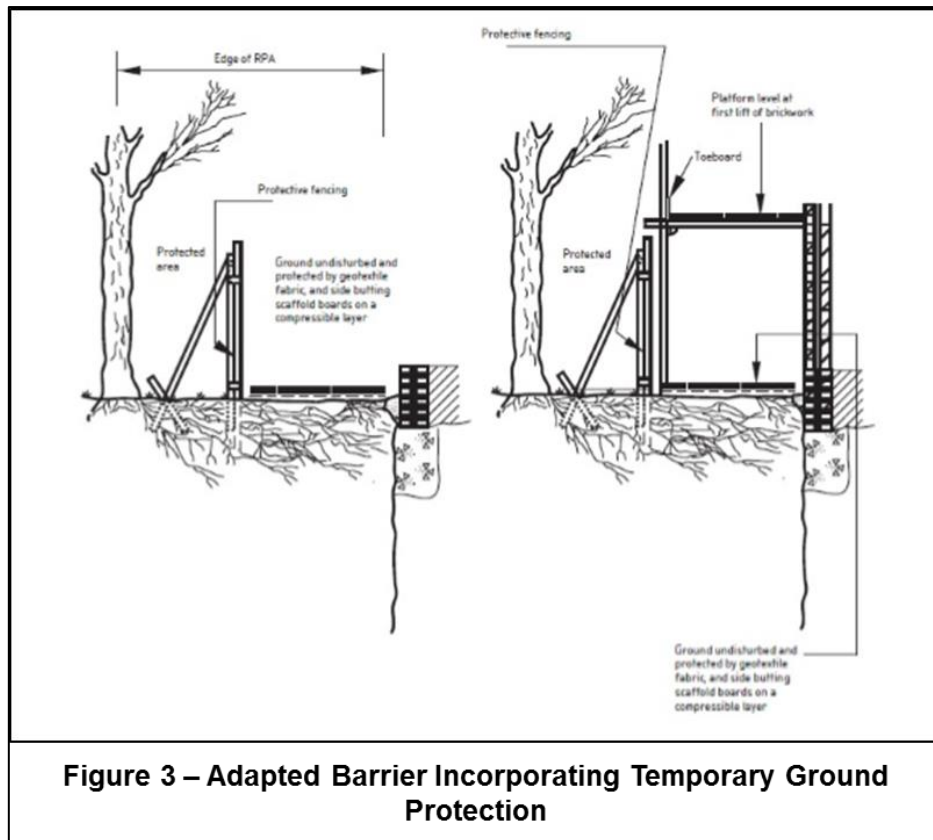 Edge of RPA
Protective fencing
Protected
area
Ground undisturbed and
protected by geotextile
fabric, and side butting
scaffold boards on a
compressible layer
Protective fencing
Platform level at
first lift of brickwork
Toeboard
Protected
area
Ground undisturbed and
protected by geotextile
fabric, and side butting
scaffold boards on a
compressible layer
Figure 3 – Adapted Barrier Incorporating Temporary Ground
Protection